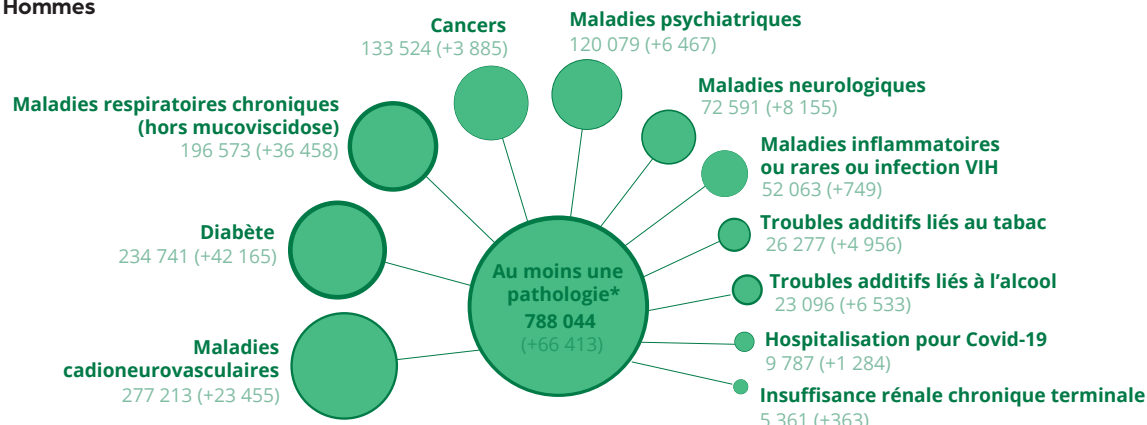 Hommes
Cancers
133 524 (+3 885)
Maladies psychiatriques
120 079 (+6 467)
Maladies neurologiques
72 591 (+8 155)
Maladies respiratoires chroniques
(hors mucoviscidose)
196 573 (+36 458)
Maladies inflammatoires
ou rares ou infection VIH
52 063 (+749)
Diabète
234 741 (+42 165)
Troubles additifs liés au tabac
26 277 (+4 956)
Au moins une
pathologie*
788 044
(+66 413)
Troubles additifs liés à l’alcool
23 096 (+6 533)
Maladies
cadioneurovasculaires
277 213 (+23 455)
Hospitalisation pour Covid-19
9 787 (+1 284)
Insuffisance rénale chronique terminale
5 361 (+363)